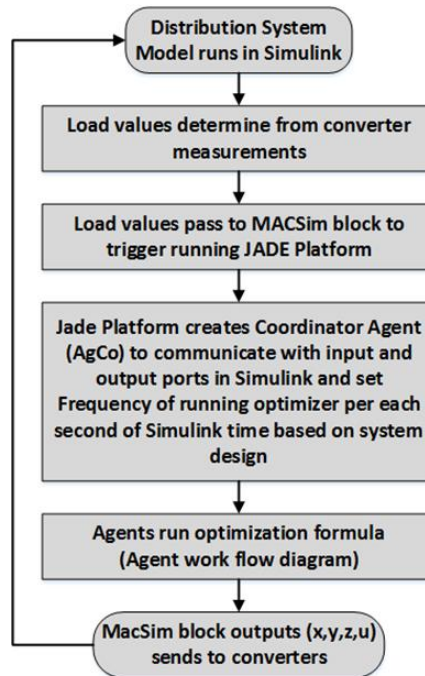 Distribution System
Model runs in Simulink
Load values determine from converter
measurements
Load values pass to MACSim block to
trigger running JADE Platform
Jade Platform creates Coordinator Agent
(AgCo) to communicate with input and
output ports in Simulink and set
Frequency of running optimizer per each
second of Simulink time based on system
design
Agents run optimization formula
(Agent work flow diagram)
MacSim block outputs (x,y,z,u)
sends to converters